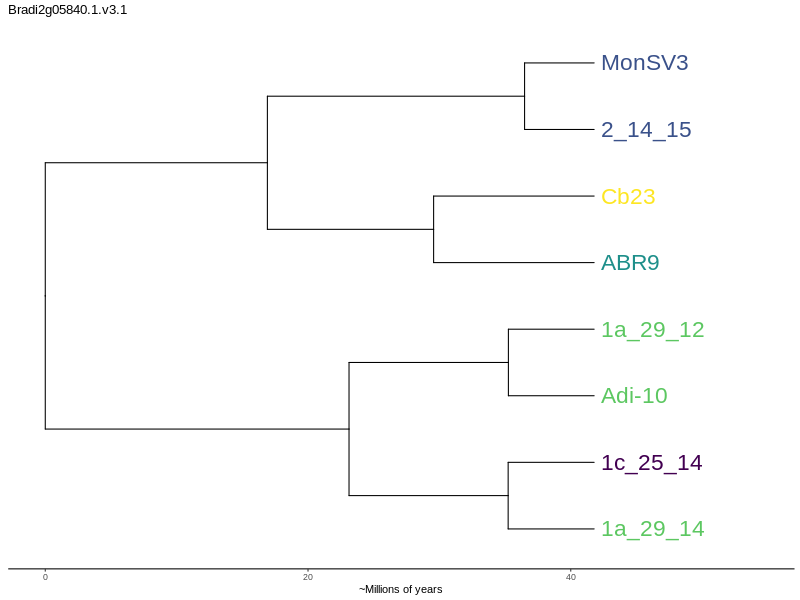 Bradi2g05840.1.v3.1
MonSV3
2_14_15
Cb23
ABR9
1a_29_12
Adi-10
1c_25_14
1a_29_14
0 20 40
~Millions of years